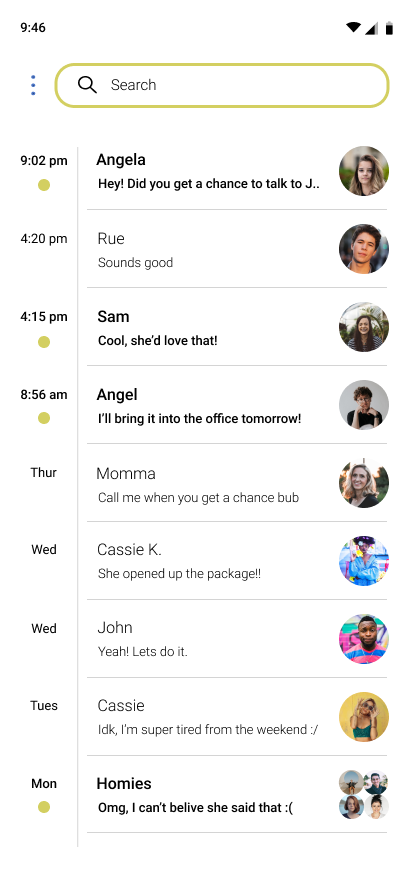 9:46
Search
9:02 pm
Angela
Hey! Did you get a chance to talk to J..
4:20 pm
Rue
Sounds good
4:15 pm
Sam
Cool, she’d love that!
8:56 am
Angel
I’ll bring it into the office tomorrow!
Thur
Momma
Call me when you get a chance bub
Wed
Cassie K.
She opened up the package!!
Wed
John
Yeah! Lets do it.
Tues
Cassie
Idk, I’m super tired from the weekend :/
Mon
Homies
Omg, I can’t belive she said that :(